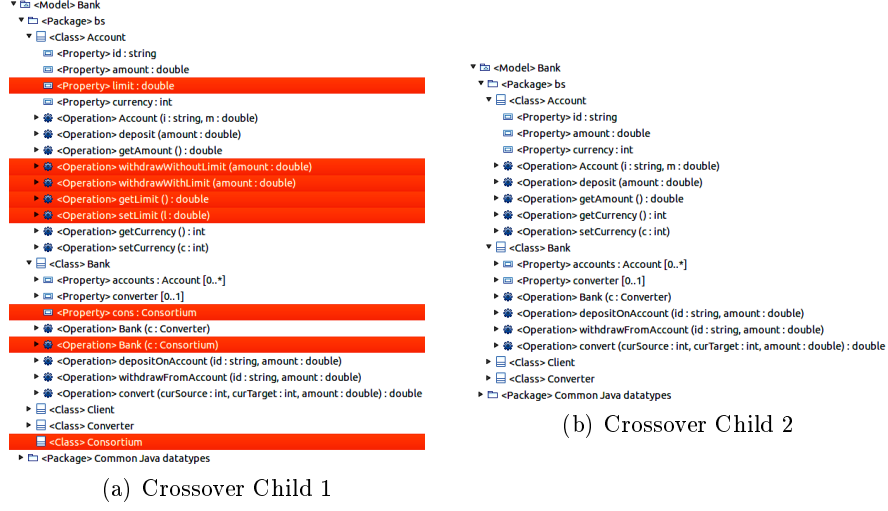 <Model> Bank
<Package> bs
<Class> Account
<Property> id : string
<Property> amount : double
<Property> limit : double
<Property> currency : int
<Operation> Account (i : string, m : double)
<Operation> deposit (amount : double)
<Operation> getAmount () : double
<Operation> withdrawWithoutLimit (amount : double)
<Operation> withdrawWithLimit (amount : double)
<Operation> getLimit () : double
<Operation> setLimit (l : double)
<Operation> getCurrency () : int
<Operation> setCurrency (c : int)
<Class> Bank
<Property> accounts : Account [0..*]
<Property> converter [0..1]
<Property> cons : Consortium
<Operation> Bank (c : Converter)
<Operation> Bank (c : Consortium)
<Operation> depositOnAccount (id : string, amount : double)
<Operation> withdrawFromAccount (id : string, amount : double)
<Operation> convert (curSource : int, curTarget : int, amount : double) : double
<Class> Client
<Class> Converter
<Class> Consortium
<Package> Common Java datatypes
(a) Crossover Child 1
<Model> Bank
<Package> bs
<Class> Account
<Property> id : string
<Property> amount : double
<Property> currency : int
<Operation> Account (i : string, m : double)
<Operation> deposit (amount : double)
<Operation> getAmount () : double
<Operation> getCurrency () : int
<Operation> setCurrency (c : int)
<Class> Bank
<Property> accounts : Account [0..*]
<Property> converter [0..1]
<Operation> Bank (c : Converter)
<Operation> depositOnAccount (id : string, amount : double)
<Operation> withdrawFromAccount (id : string, amount : double)
<Operation> convert (curSource : int, curTarget : int, amount : double) : double
<Class> Client
<Class> Converter
<Package> Common Java datatypes
(b) Crossover Child 2